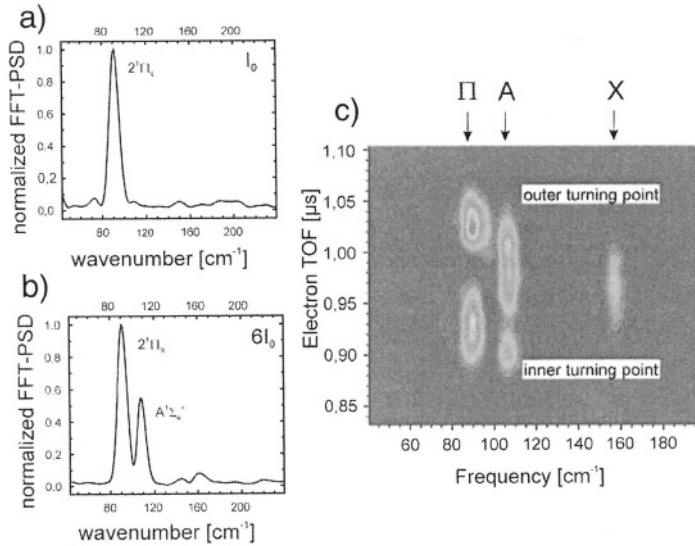 a)
80 120 160 200
1.0
0.8
0.6
0.4
0.2
0.0
normalized FFT-PSD
2¹Πg
I₀
80 120 160 200
wavenumber [cm⁻¹]
b)
80 120 160 200
1.0
0.8
0.6
0.4
0.2
0.0
normalized FFT-PSD
2¹Πg
A¹Σu⁺
6I₀
80 120 160 200
wavenumber [cm⁻¹]
c)
Π A X
1,10
1,05
1,00
0,95
0,90
0,85
Electron TOF [µs]
outer turning point
inner turning point
60 80 100 120 140 160 180
Frequency [cm⁻¹]